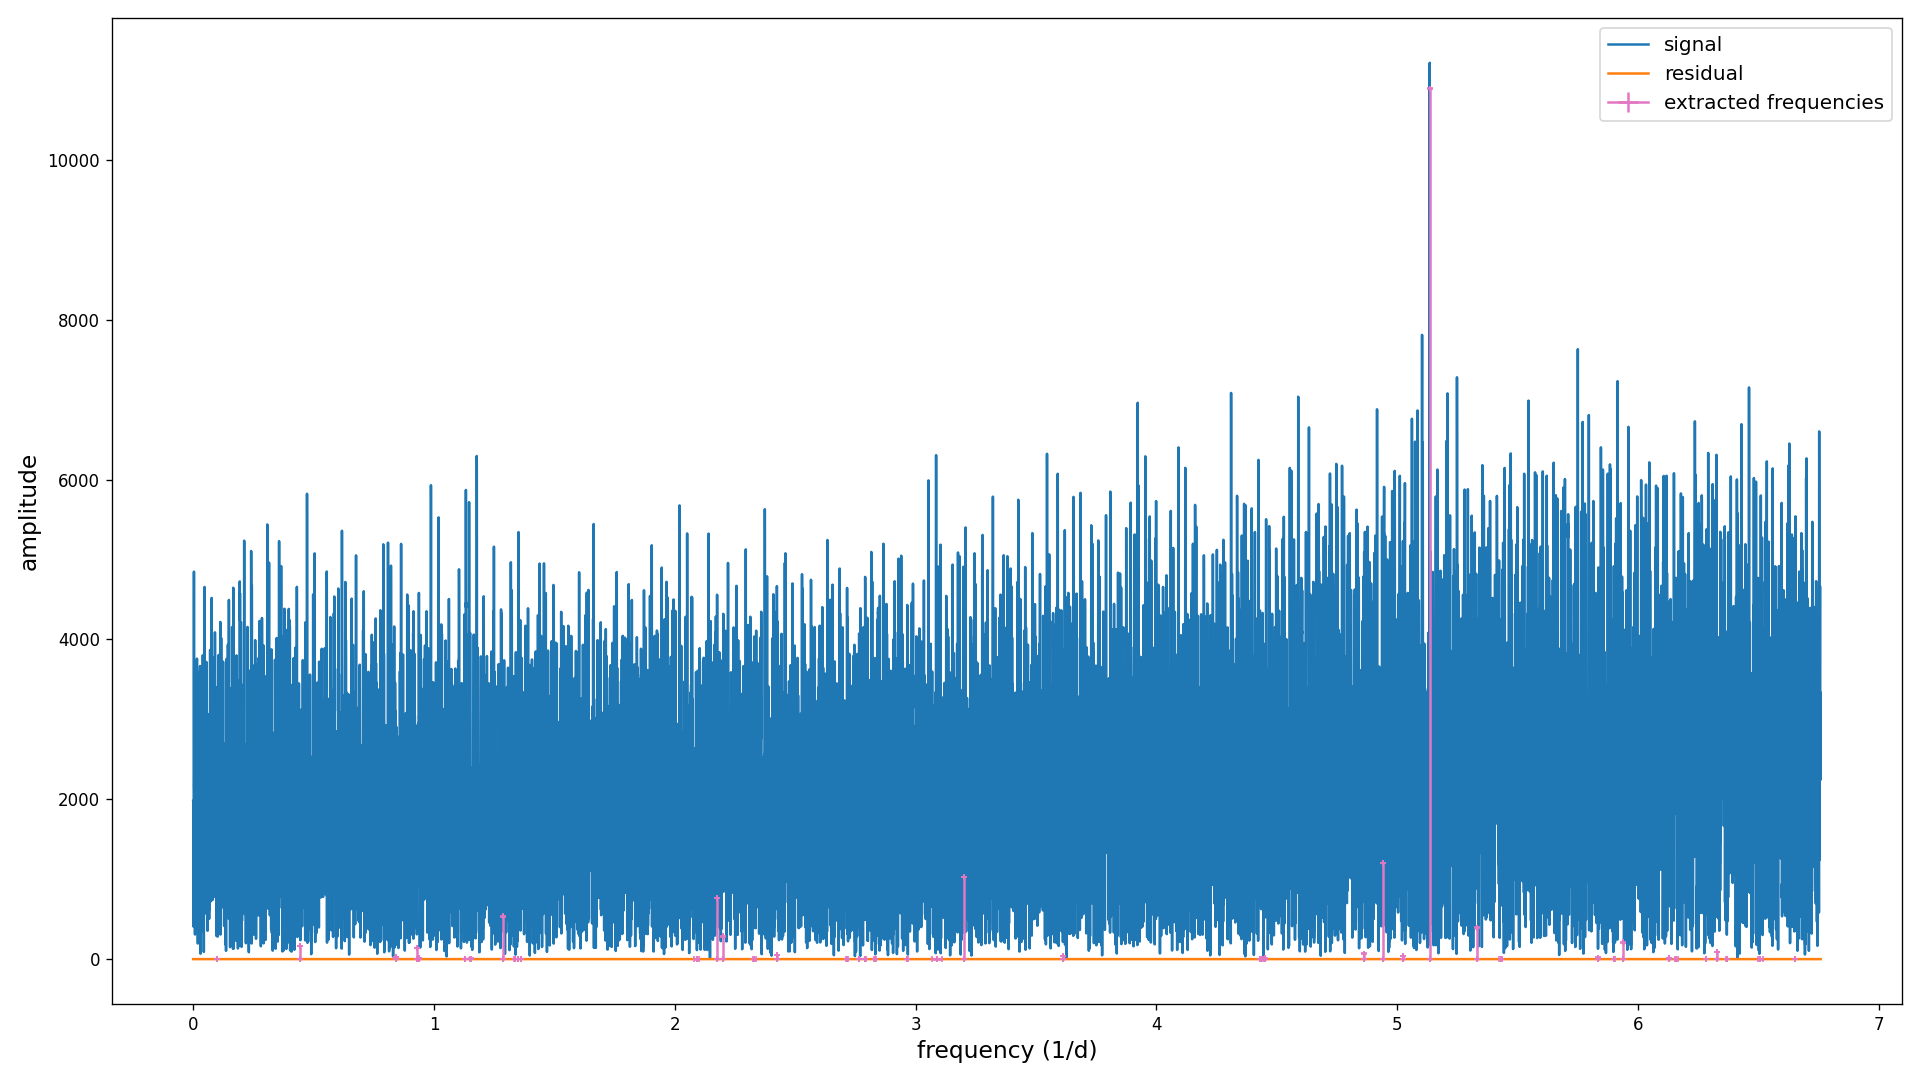 signal
residual
extracted frequencies
amplitude
10000
8000
6000
4000
2000
0
0 1 2 3 4 5 6 7
frequency (1/d)